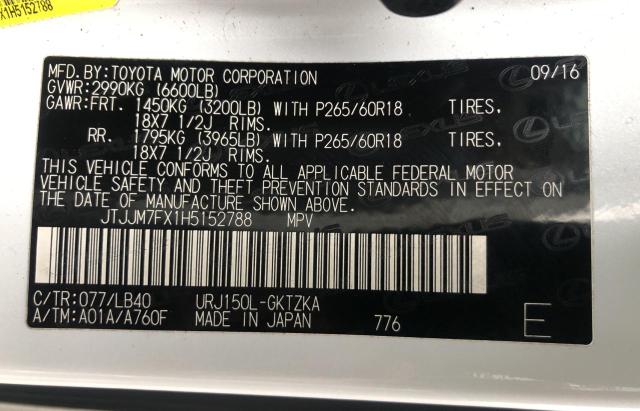 X1H5152788
MFD.BY:TOYOTA MOTOR CORPORATION 09/16
GVWR:2990KG (6600LB)
GAWR:FRT. 1450KG (3200LB) WITH P265/60R18 TIRES,
18X7 1/2J RIMS.
RR. 1795KG (3965LB) WITH P265/60R18 TIRES,
18X7 1/2J RIMS.
THIS VEHICLE CONFORMS TO ALL APPLICABLE FEDERAL MOTOR
VEHICLE SAFETY AND THEFT PREVENTION STANDARDS IN EFFECT ON
THE DATE OF MANUFACTURE SHOWN ABOVE.
JTJJM7FX1H5152788 MPV
C/TR:077/LB40 URJ150L-GKTZKA
A/TM:A01A/A760F MADE IN JAPAN 776 E